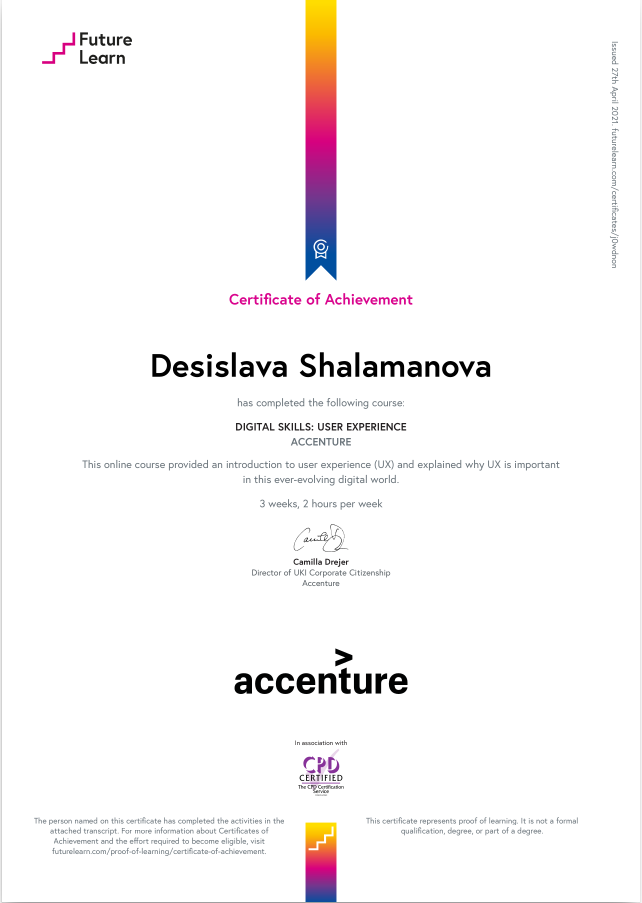 Future
Learn
Issued 27th April 2021. futurelearn.com/certificates/j0wdnon
Certificate of Achievement
Desislava Shalamanova
has completed the following course:
DIGITAL SKILLS: USER EXPERIENCE
ACCENTURE
This online course provided an introduction to user experience (UX) and explained why UX is important
in this ever-evolving digital world.
3 weeks, 2 hours per week
Camilla Drejer
Director of UKI Corporate Citizenship
Accenture
accenture
In association with
CPD
CERTIFIED
The CPD Certification
Service
The person named on this certificate has completed the activities in the
attached transcript. For more information about Certificates of
Achievement and the effort required to become eligible, visit
futurelearn.com/proof-of-learning/certificate-of-achievement.
This certificate represents proof of learning. It is not a formal
qualification, degree, or part of a degree.